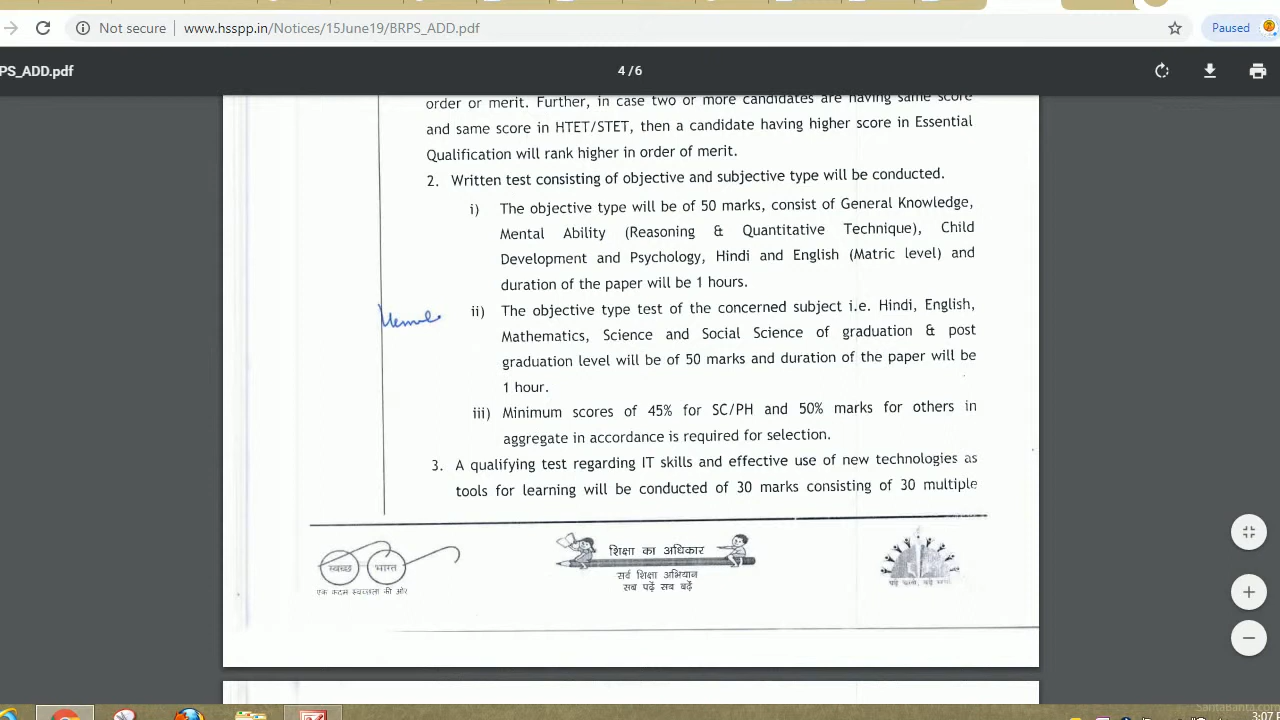 Not secure | www.hsspp.in/Notices/15June19/BRPS_ADD.pdf
Paused
PS_ADD.pdf
4 / 6
order or merit. Further, in case two or more candidates are having same score
and same score in HTET/STET, then a candidate having higher score in Essential
Qualification will rank higher in order of merit.
2. Written test consisting of objective and subjective type will be conducted.
i) The objective type will be of 50 marks, consist of General Knowledge,
Mental Ability (Reasoning & Quantitative Technique), Child
Development and Psychology, Hindi and English (Matric level) and
duration of the paper will be 1 hours.
ii) The objective type test of the concerned subject i.e. Hindi, English,
Mathematics, Science and Social Science of graduation & post
graduation level will be of 50 marks and duration of the paper will be
1 hour.
iii) Minimum scores of 45% for SC/PH and 50% marks for others in
aggregate in accordance is required for selection.
3. A qualifying test regarding IT skills and effective use of new technologies as
tools for learning will be conducted of 30 marks consisting of 30 multiple
स्वच्छ भारत
एक कदम स्वच्छता की ओर
शिक्षा का अधिकार
सर्व शिक्षा अभियान
सब पढ़ें सब बढ़ें
SantaBanta.com
3:07